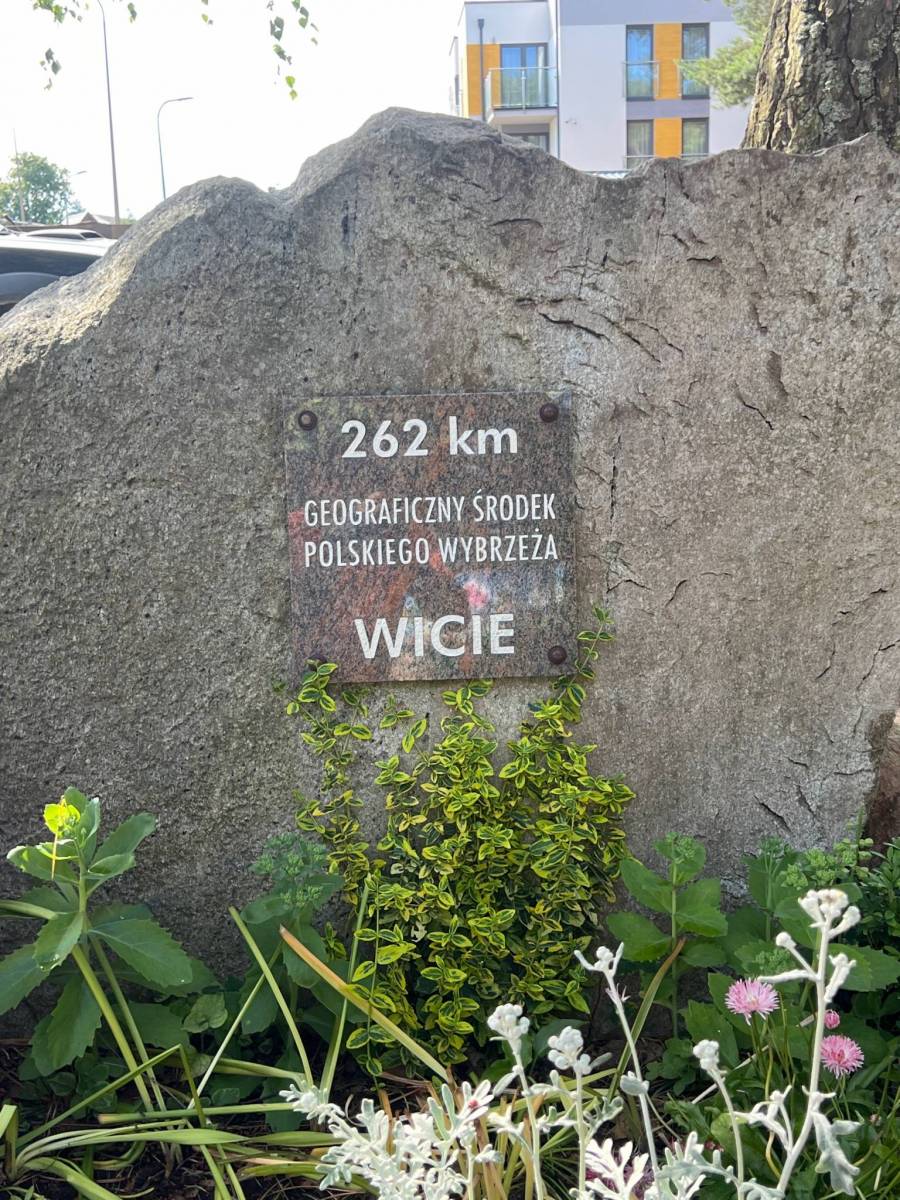 262 km
GEOGRAFICZNY ŚRODEK
POLSKIEGO WYBRZEŻA
WICIE